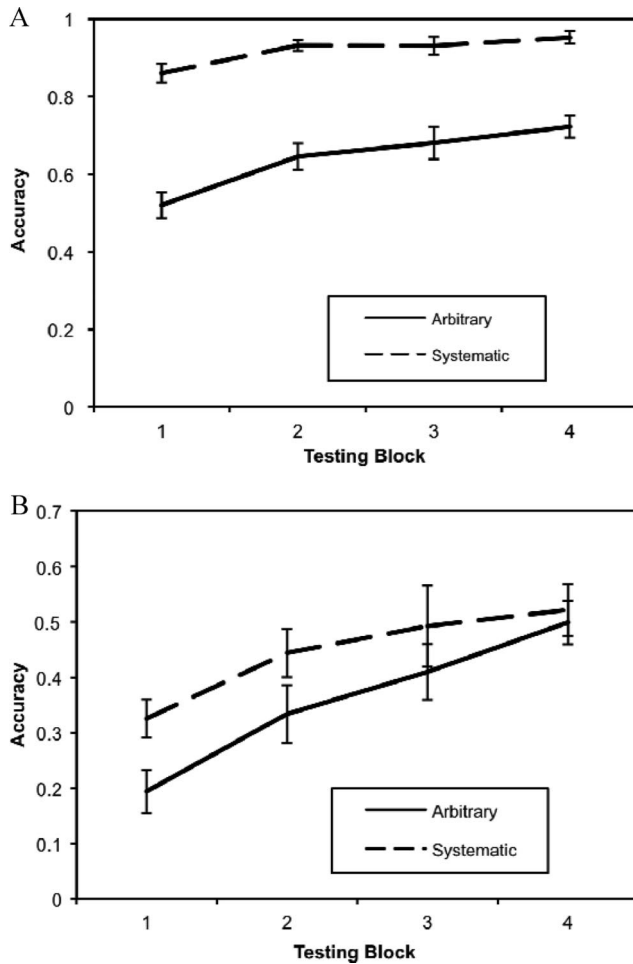 A
1
0.8
0.6
0.4
0.2
0
Accuracy
Arbitrary
Systematic
1 2 3 4
Testing Block
B
0.7
0.6
0.5
0.4
0.3
0.2
0.1
0
Accuracy
Arbitrary
Systematic
1 2 3 4
Testing Block